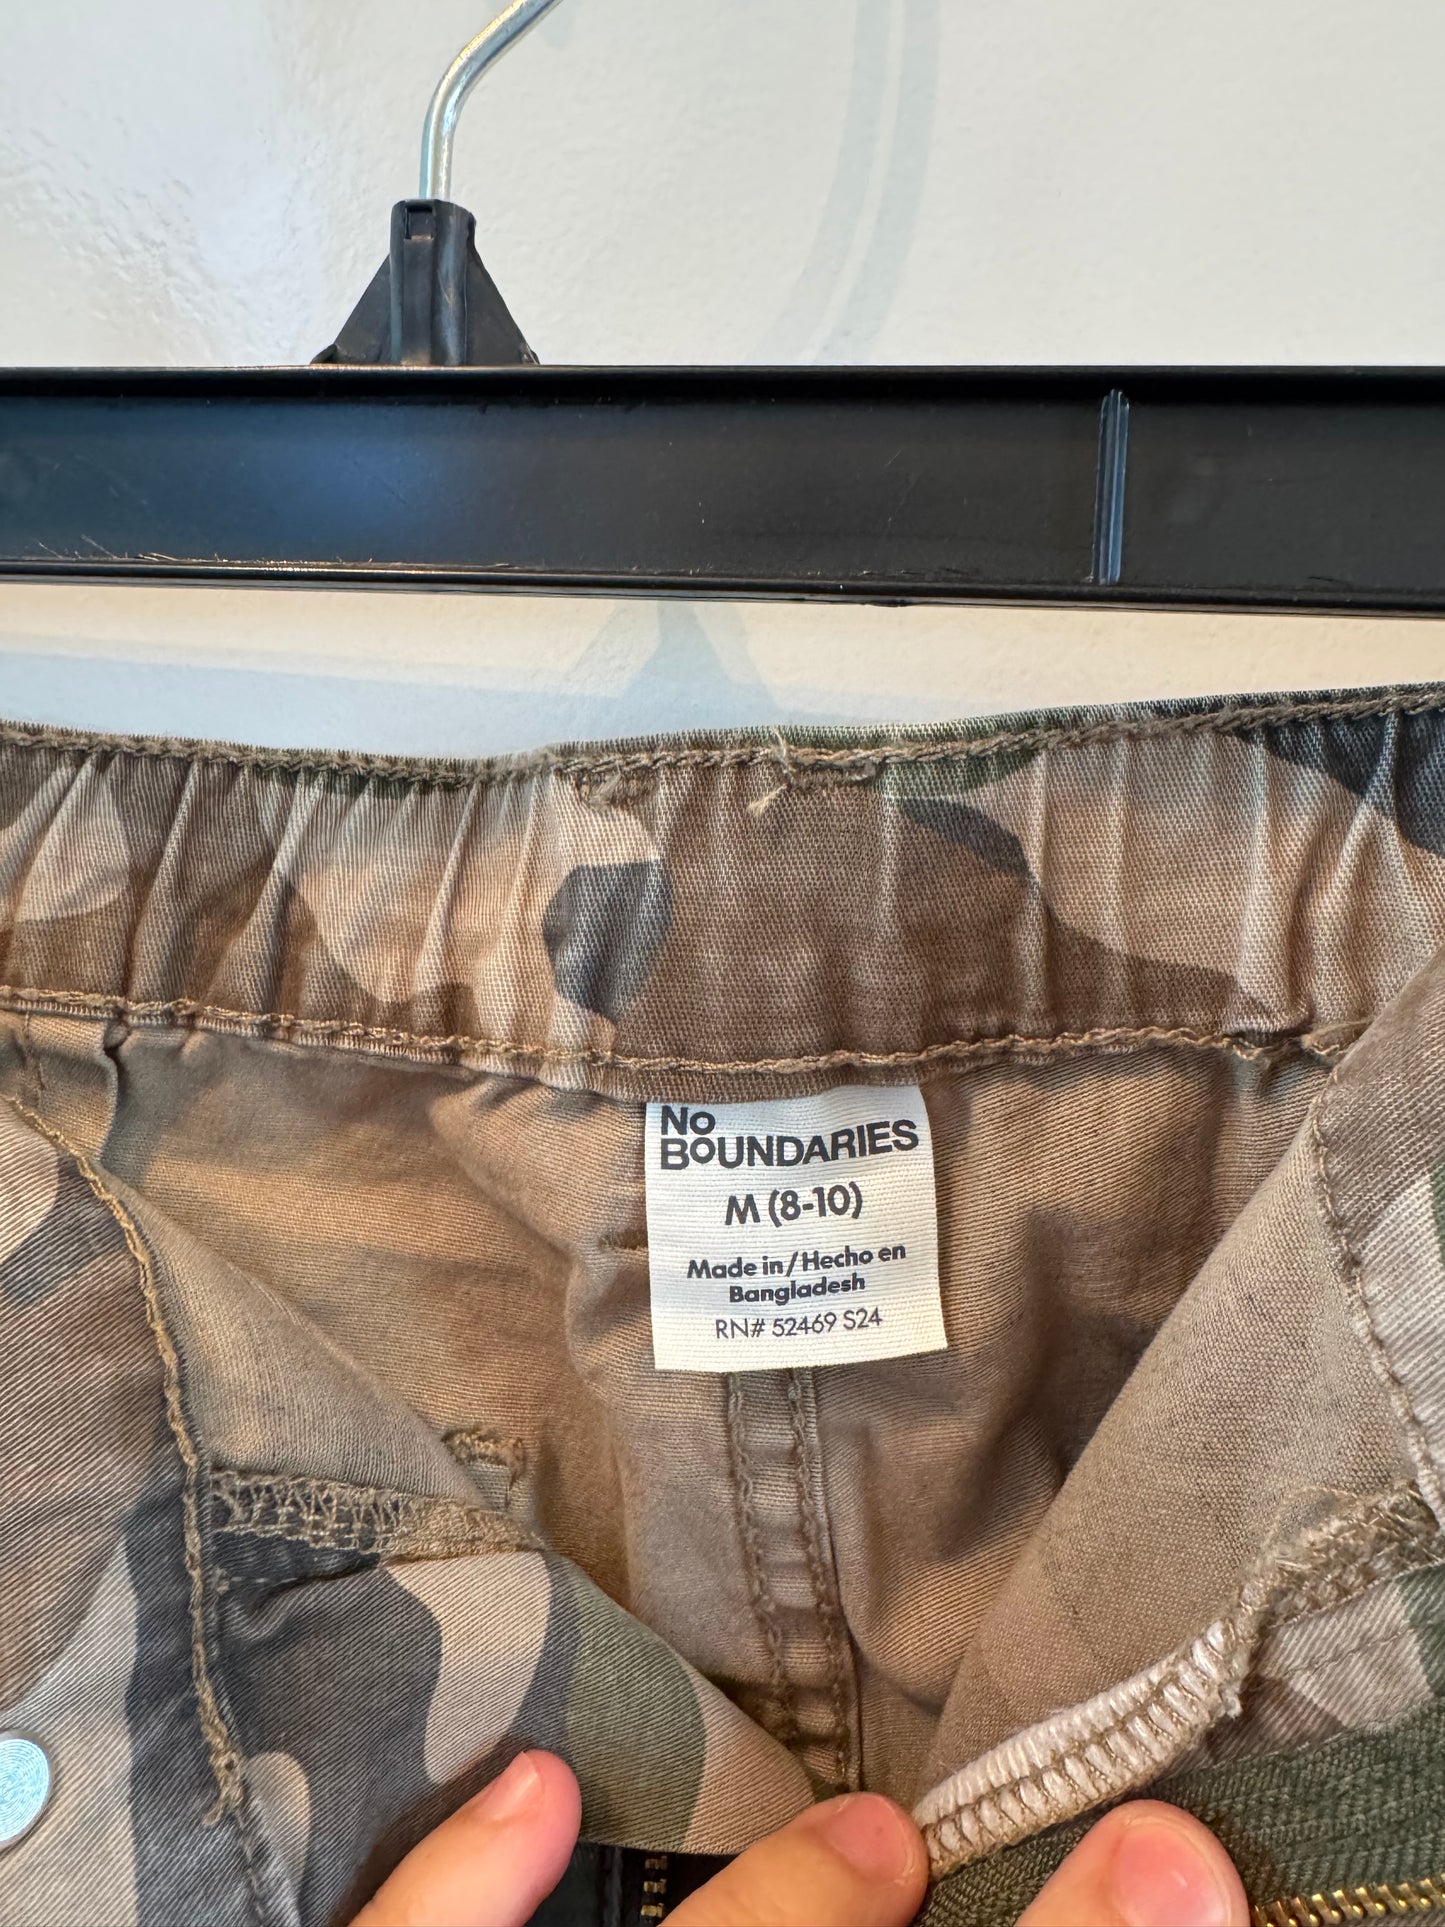 No
BOUNDARIES
M (8-10)
Made in/Hecho en
Bangladesh
RN# 52469 S24